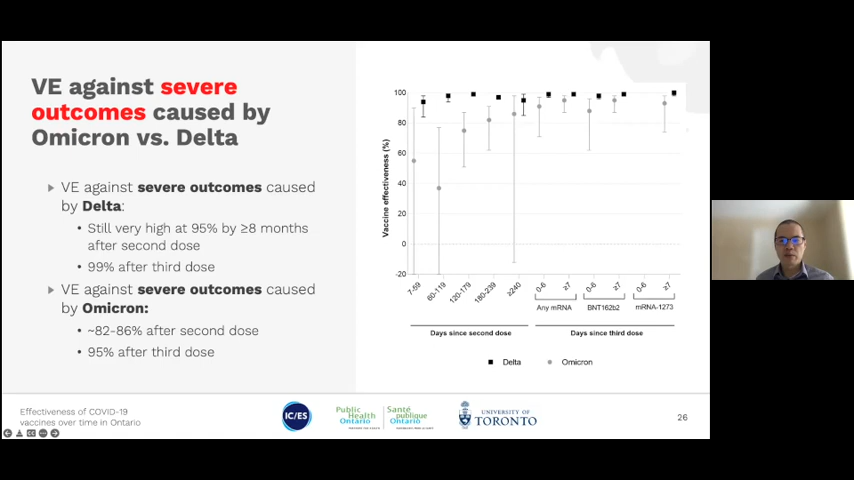 VE against severe
outcomes caused by
Omicron vs. Delta
VE against severe outcomes caused
by Delta:
• Still very high at 95% by ≥8 months
after second dose
• 99% after third dose
VE against severe outcomes caused
by Omicron:
• ~82-86% after second dose
• 95% after third dose
Vaccine effectiveness (%)
100
80
60
40
20
0
-20
7-59
60-119
120-179
180-239
≥240
0-6
≥7
0-6
≥7
0-6
≥7
Any mRNA
BNT162b2
mRNA-1273
Days since second dose
Days since third dose
Delta
Omicron
Effectiveness of COVID-19
vaccines over time in Ontario
IC/ES
Public Health Ontario
Santé publique Ontario
UNIVERSITY OF
TORONTO
26